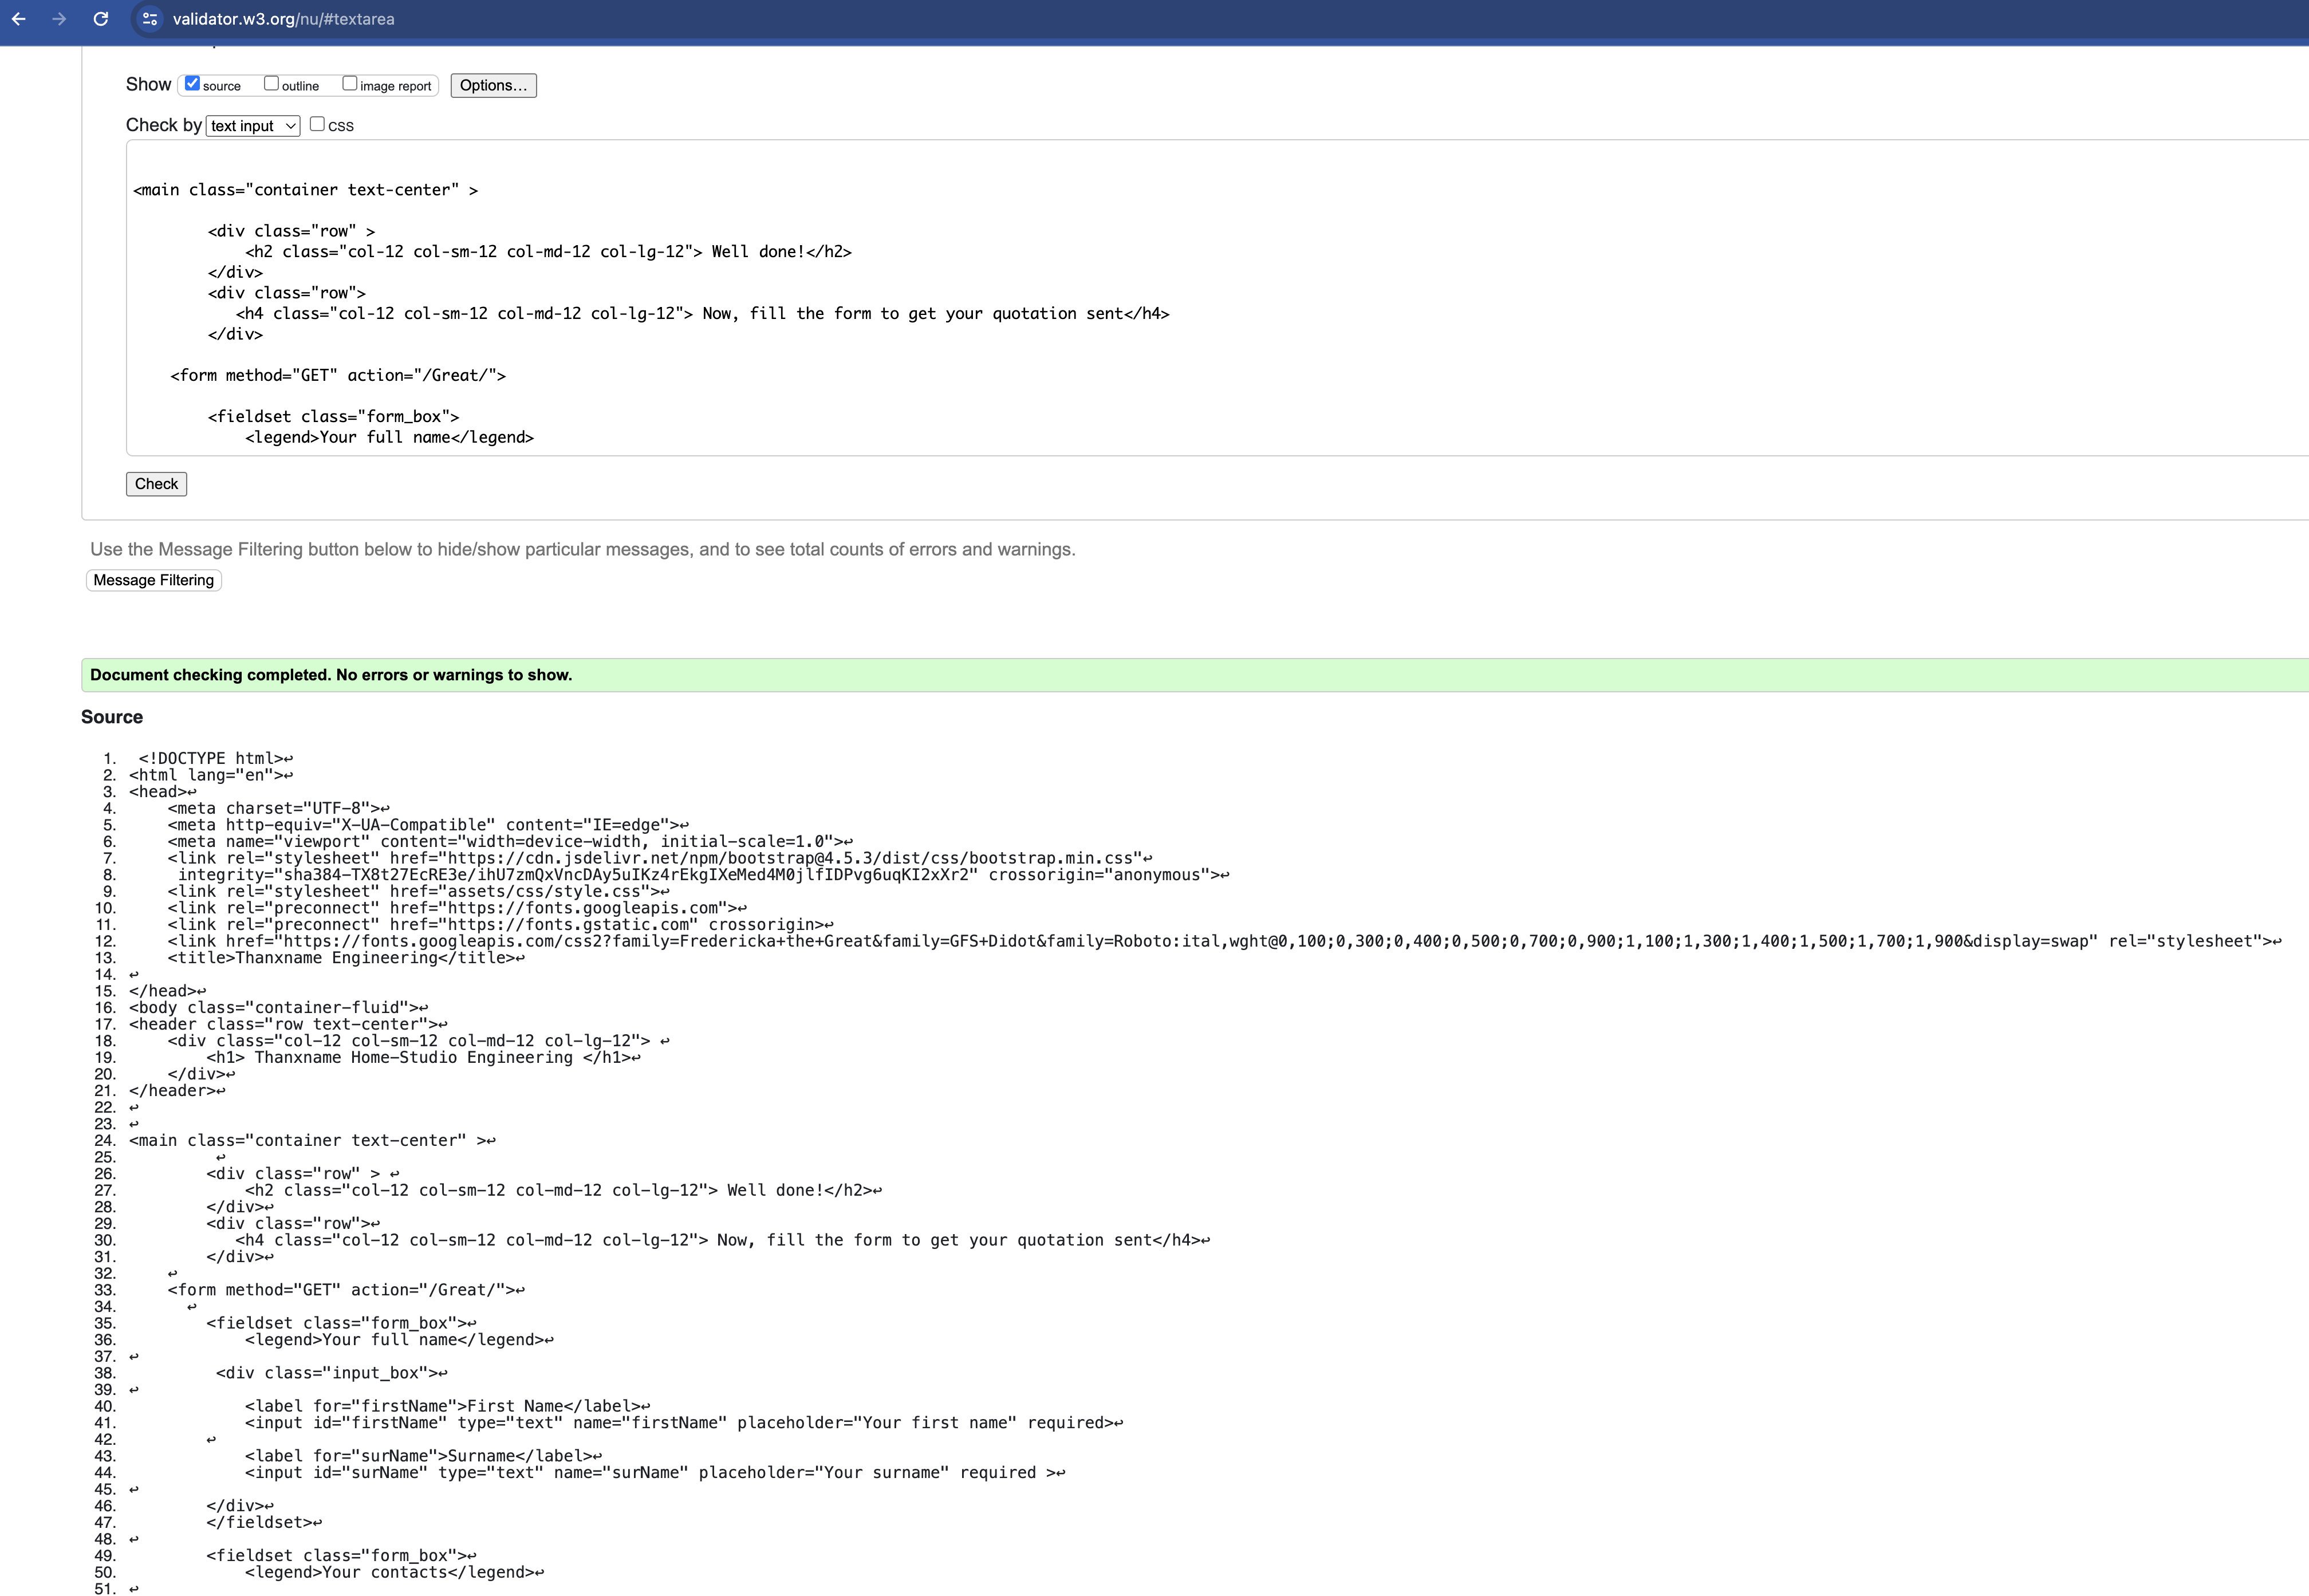 validator.w3.org/nu/#textarea
Show source outline image report Options...
Check by text input CSS
<main class="container text-center" >
<div class="row" >
<h2 class="col-12 col-sm-12 col-md-12 col-lg-12"> Well done!</h2>
</div>
<div class="row">
<h4 class="col-12 col-sm-12 col-md-12 col-lg-12"> Now, fill the form to get your quotation sent</h4>
</div>
<form method="GET" action="/Great/">
<fieldset class="form_box">
<legend>Your full name</legend>
Check
Use the Message Filtering button below to hide/show particular messages, and to see total counts of errors and warnings.
Message Filtering
Document checking completed. No errors or warnings to show.
Source
1. <!DOCTYPE html>↩
2. <html lang="en">↩
3. <head>↩
4. <meta charset="UTF-8">↩
5. <meta http-equiv="X-UA-Compatible" content="IE=edge">↩
6. <meta name="viewport" content="width=device-width, initial-scale=1.0">↩
7. <link rel="stylesheet" href="https://cdn.jsdelivr.net/npm/bootstrap@4.5.3/dist/css/bootstrap.min.css"↩
8. integrity="sha384-TX8t27EcRE3e/ihU7zmQxVncDAy5uIKz4rEkgIXeMed4M0jlfIDPvg6uqKI2xXr2" crossorigin="anonymous">↩
9. <link rel="stylesheet" href="assets/css/style.css">↩
10. <link rel="preconnect" href="https://fonts.googleapis.com">↩
11. <link rel="preconnect" href="https://fonts.gstatic.com" crossorigin>↩
12. <link href="https://fonts.googleapis.com/css2?family=Fredericka+the+Great&family=GFS+Didot&family=Roboto:ital,wght@0,100;0,300;0,400;0,500;0,700;0,900;1,100;1,300;1,400;1,500;1,700;1,900&display=swap" rel="stylesheet">↩
13. <title>Thanxname Engineering</title>↩
14. ↩
15. </head>↩
16. <body class="container-fluid">↩
17. <header class="row text-center">↩
18. <div class="col-12 col-sm-12 col-md-12 col-lg-12"> ↩
19. <h1> Thanxname Home-Studio Engineering </h1>↩
20. </div>↩
21. </header>↩
22. ↩
23. ↩
24. <main class="container text-center" >↩
25. ↩
26. <div class="row" > ↩
27. <h2 class="col-12 col-sm-12 col-md-12 col-lg-12"> Well done!</h2>↩
28. </div>↩
29. <div class="row">↩
30. <h4 class="col-12 col-sm-12 col-md-12 col-lg-12"> Now, fill the form to get your quotation sent</h4>↩
31. </div>↩
32. ↩
33. <form method="GET" action="/Great/">↩
34. ↩
35. <fieldset class="form_box">↩
36. <legend>Your full name</legend>↩
37. ↩
38. <div class="input_box">↩
39. ↩
40. <label for="firstName">First Name</label>↩
41. <input id="firstName" type="text" name="firstName" placeholder="Your first name" required>↩
42. ↩
43. <label for="surName">Surname</label>↩
44. <input id="surName" type="text" name="surName" placeholder="Your surname" required >↩
45. ↩
46. </div>↩
47. </fieldset>↩
48. ↩
49. <fieldset class="form_box">↩
50. <legend>Your contacts</legend>↩
51. ↩